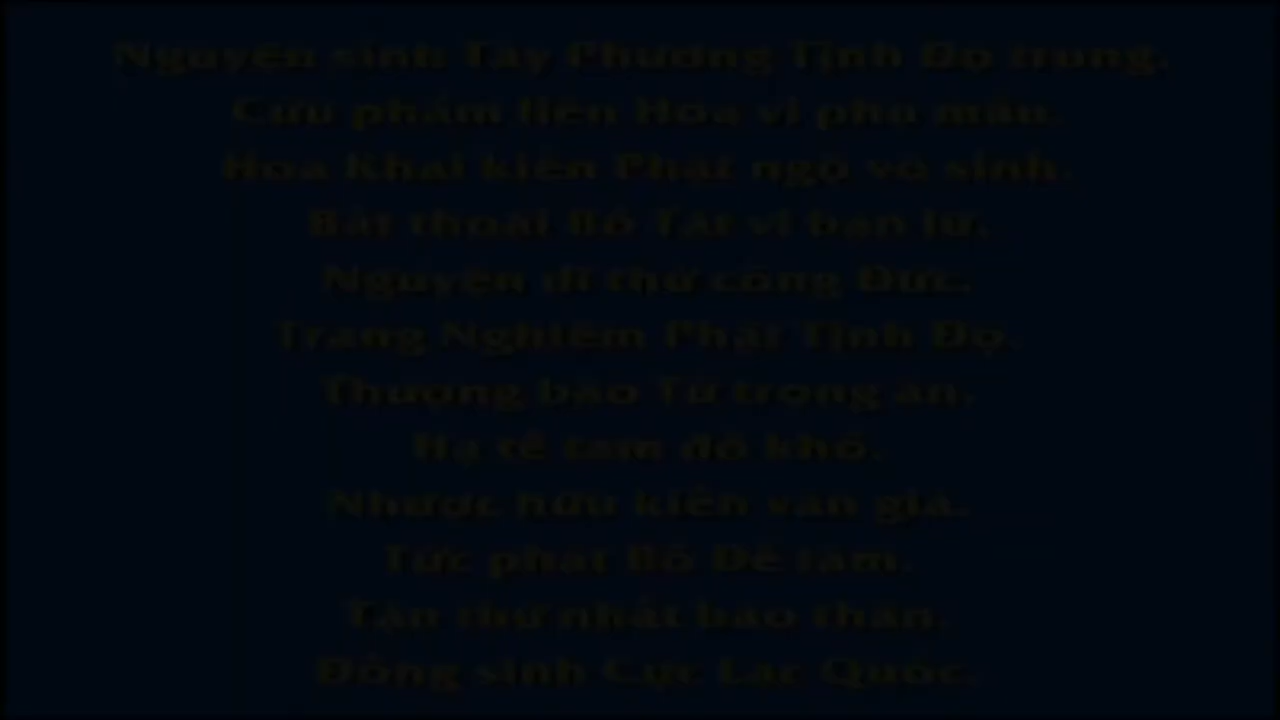 Nguyện sinh Tây Phương Tịnh Độ trung.
Cửu phẩm liên Hoa vi phụ mẫu.
Hoa Khai kiến Phật ngộ vô sinh.
Bất thoái Bồ Tát vi bạn lữ.
Nguyện dĩ thử công Đức.
Trang Nghiêm Phật Tịnh Độ.
Thượng báo Tứ trọng ân.
Hạ tế tam đồ khổ.
Nhược hữu kiến văn giả.
Tức phát Bồ Đề tâm.
Tận thử nhất báo thân.
Đồng sinh Cực Lạc Quốc.